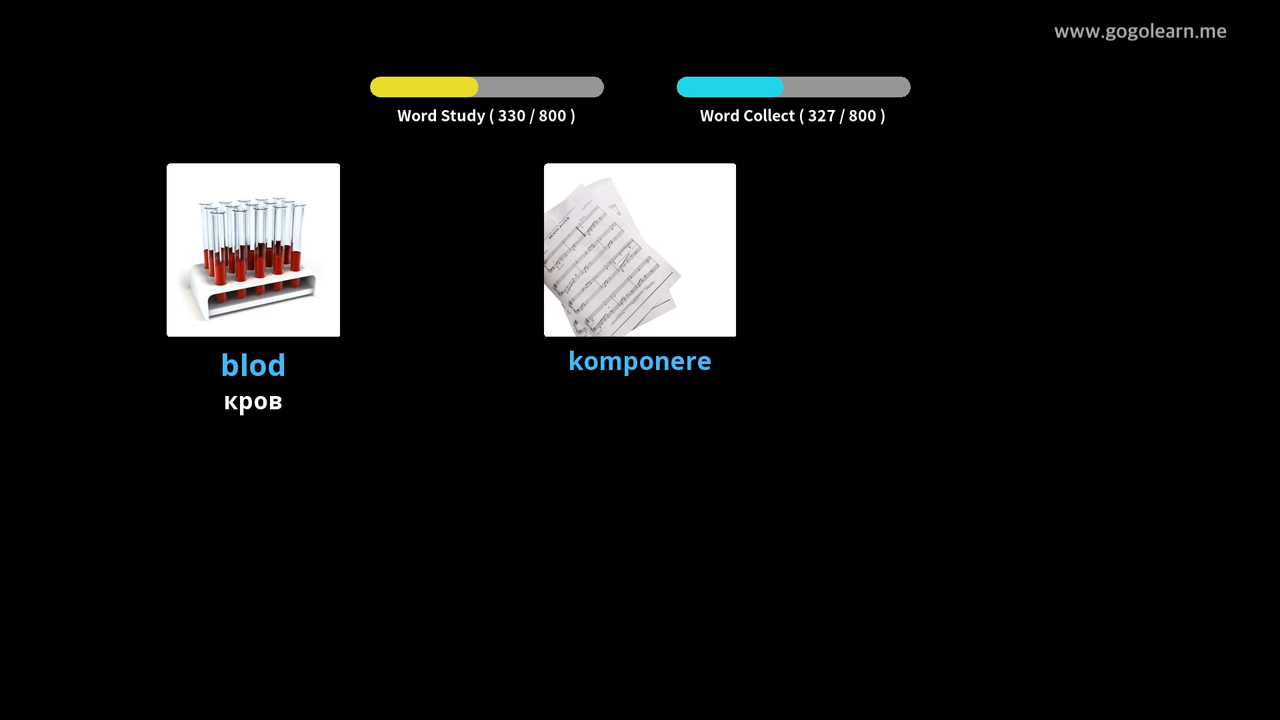 www.gogolearn.me
Word Study ( 330 / 800 )
Word Collect ( 327 / 800 )
blod
кров
komponere